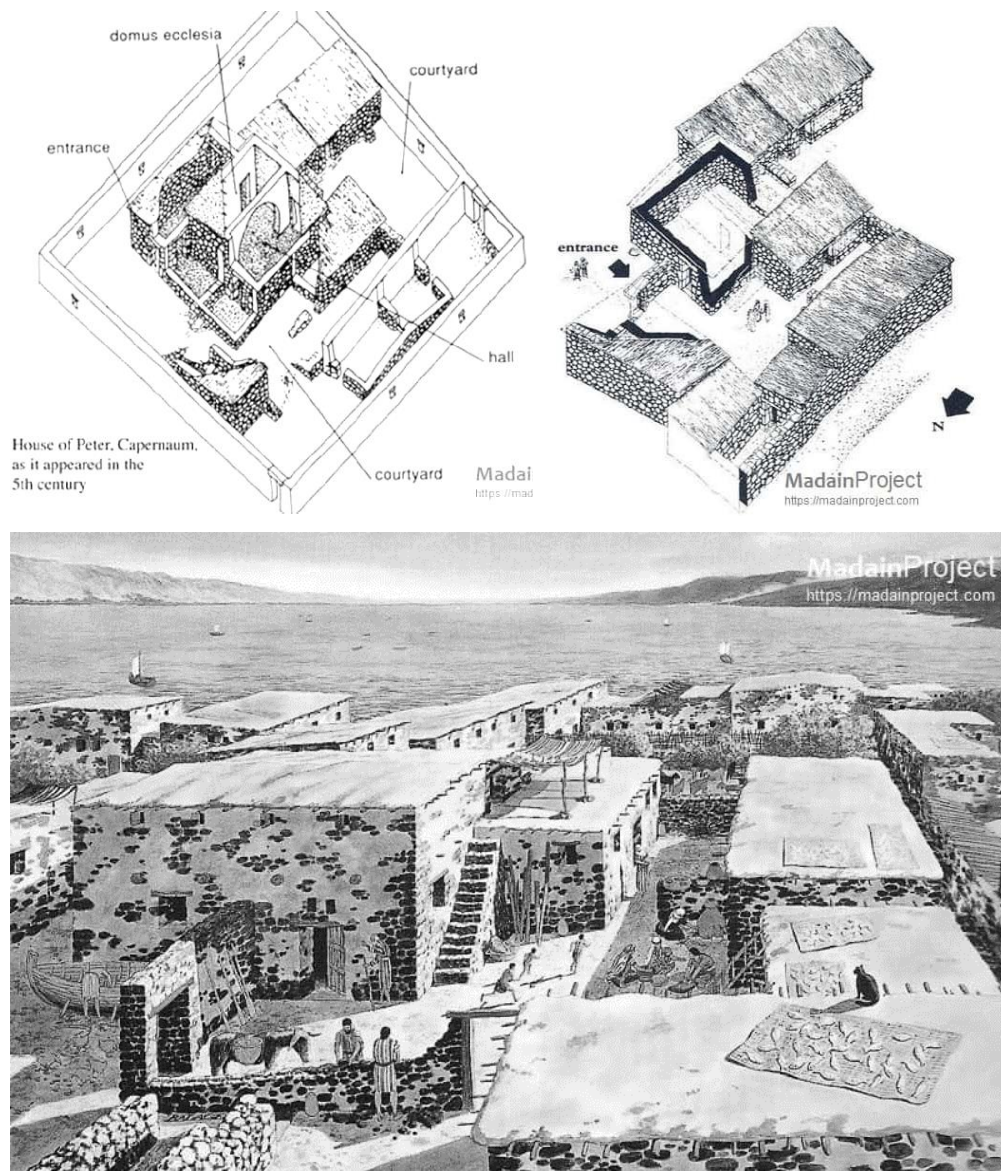 domus ecclesia
courtyard
entrance
hall
courtyard
House of Peter, Capernaum,
as it appeared in the
5th century
Madai
https://mad
entrance
N
MadainProject
https://madainproject.com
MadainProject
https://madainproject.com